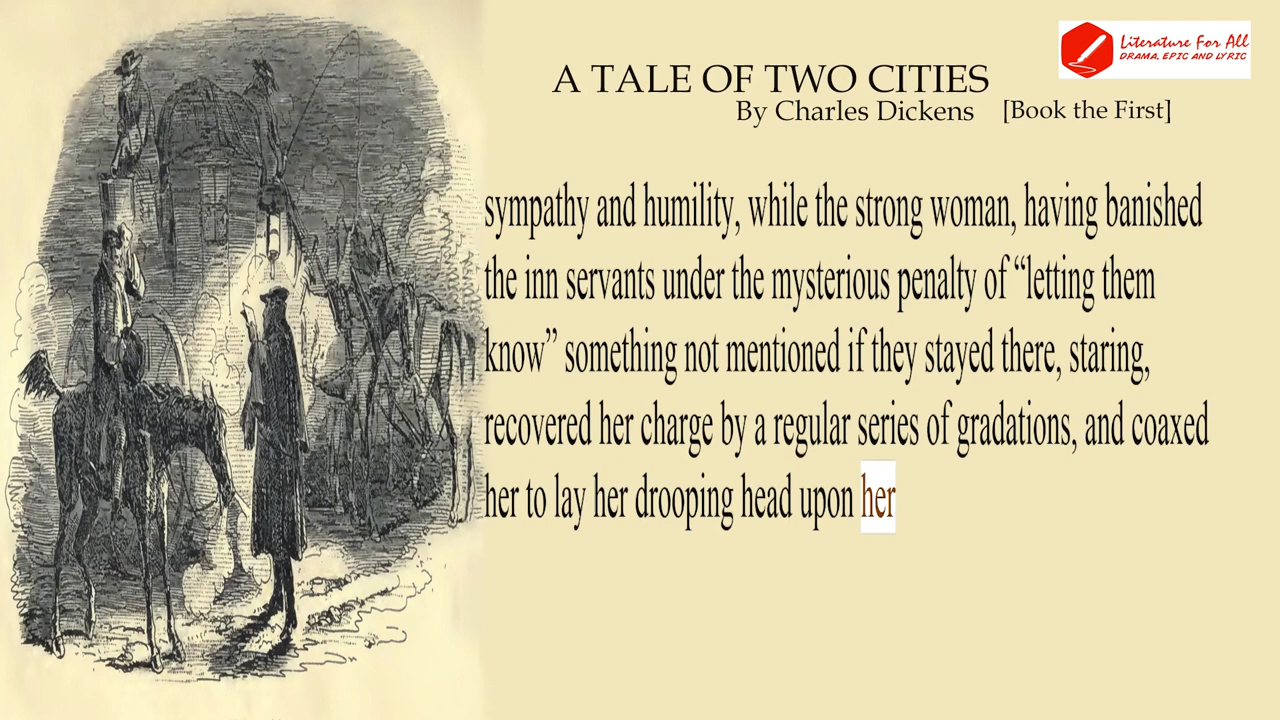 Literature For All
DRAMA, EPIC AND LYRIC
A TALE OF TWO CITIES
By Charles Dickens [Book the First]
sympathy and humility, while the strong woman, having banished
the inn servants under the mysterious penalty of “letting them
know” something not mentioned if they stayed there, staring,
recovered her charge by a regular series of gradations, and coaxed
her to lay her drooping head upon her